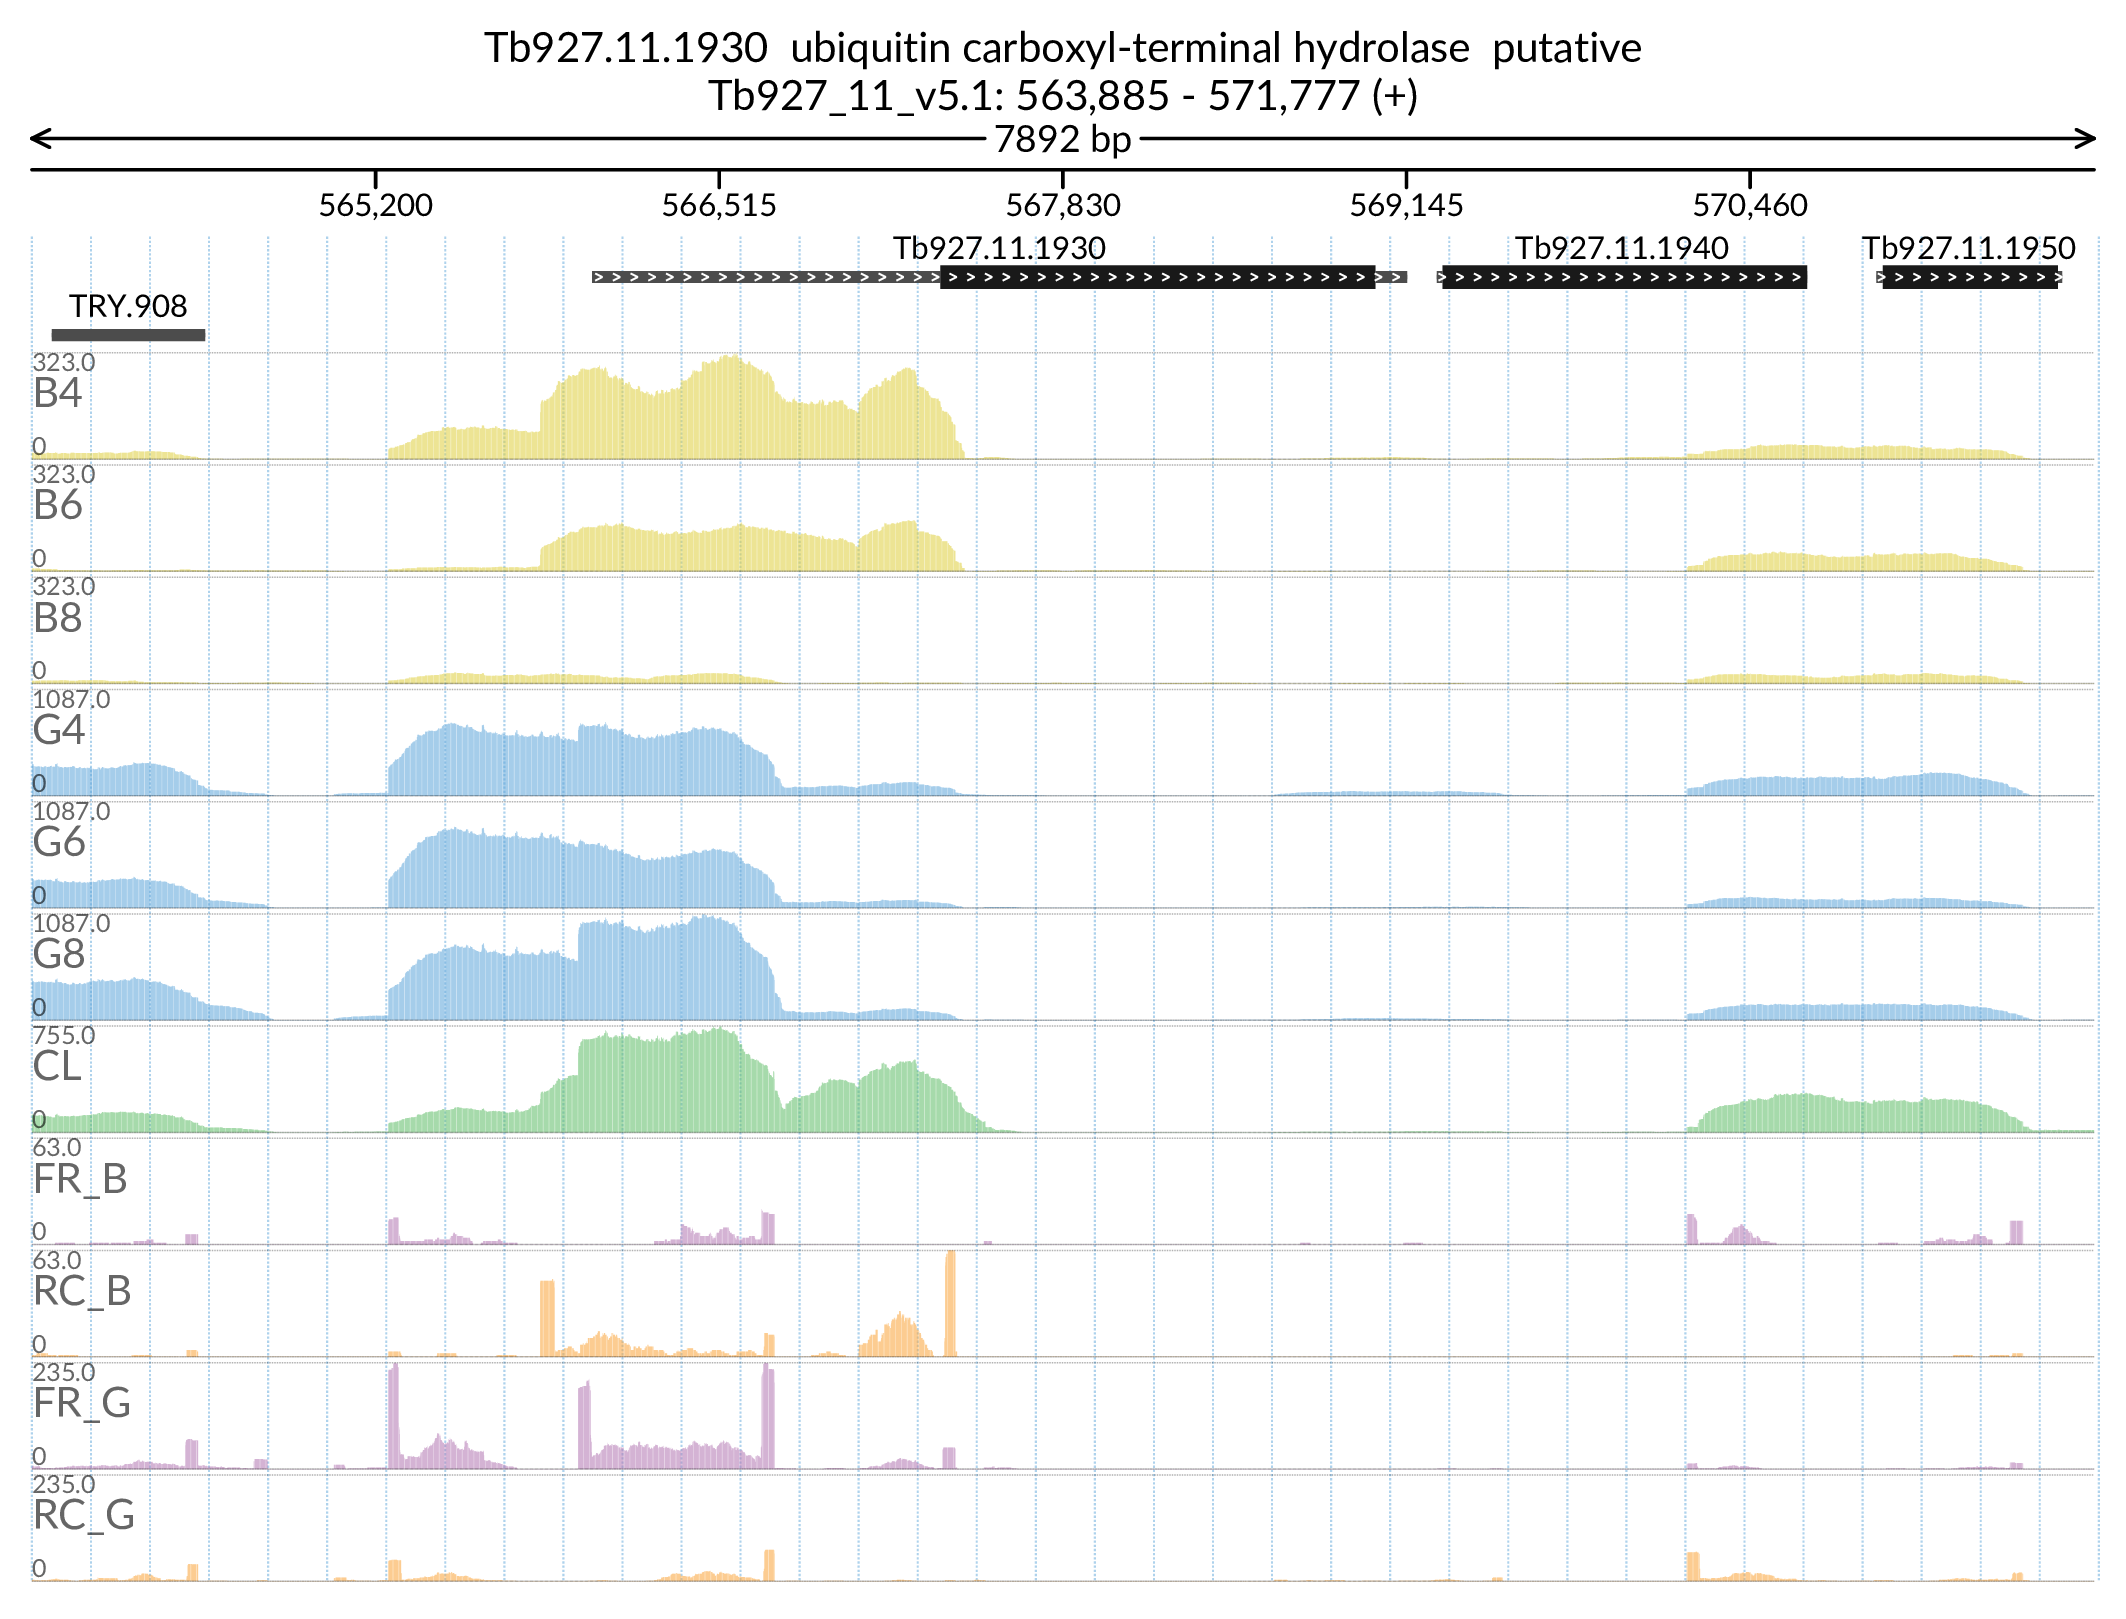 Tb927.11.1930  ubiquitin carboxyl-terminal hydrolase  putative
Tb927_11_v5.1: 563,885 - 571,777 (+)
7892 bp
565,200 566,515 567,830 569,145 570,460
Tb927.11.1930 Tb927.11.1940 Tb927.11.1950
TRY.908
323.0
B4
0
323.0
B6
0
323.0
B8
0
1087.0
G4
0
1087.0
G6
0
1087.0
G8
0
755.0
CL
0
63.0
FR_B
0
63.0
RC_B
0
235.0
FR_G
0
235.0
RC_G
0